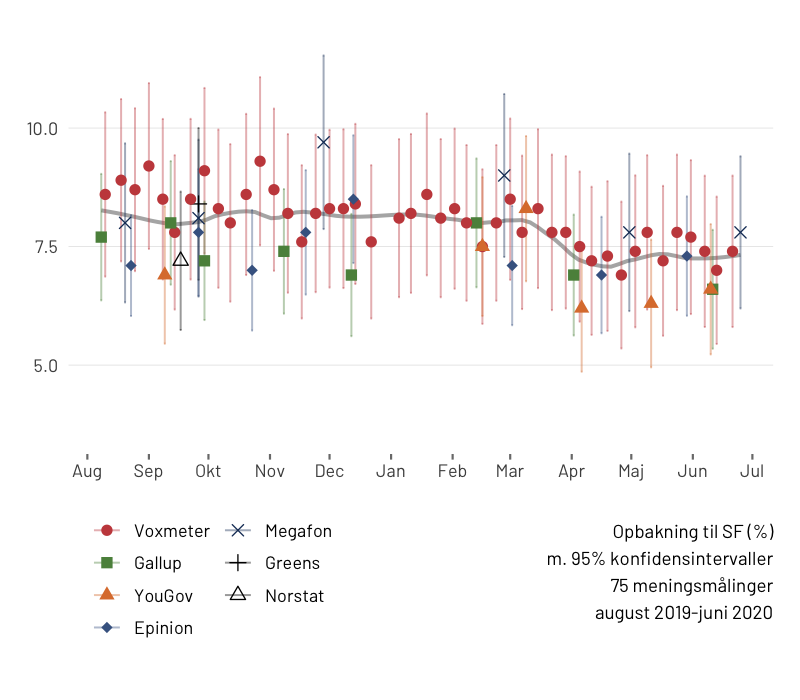 10.0
7.5
5.0
Aug Sep Okt Nov Dec Jan Feb Mar Apr Maj Jun Jul
Voxmeter
Gallup
YouGov
Epinion
Megafon
Greens
Norstat
Opbakning til SF (%)
m. 95% konfidensintervaller
75 meningsmålinger
august 2019-juni 2020